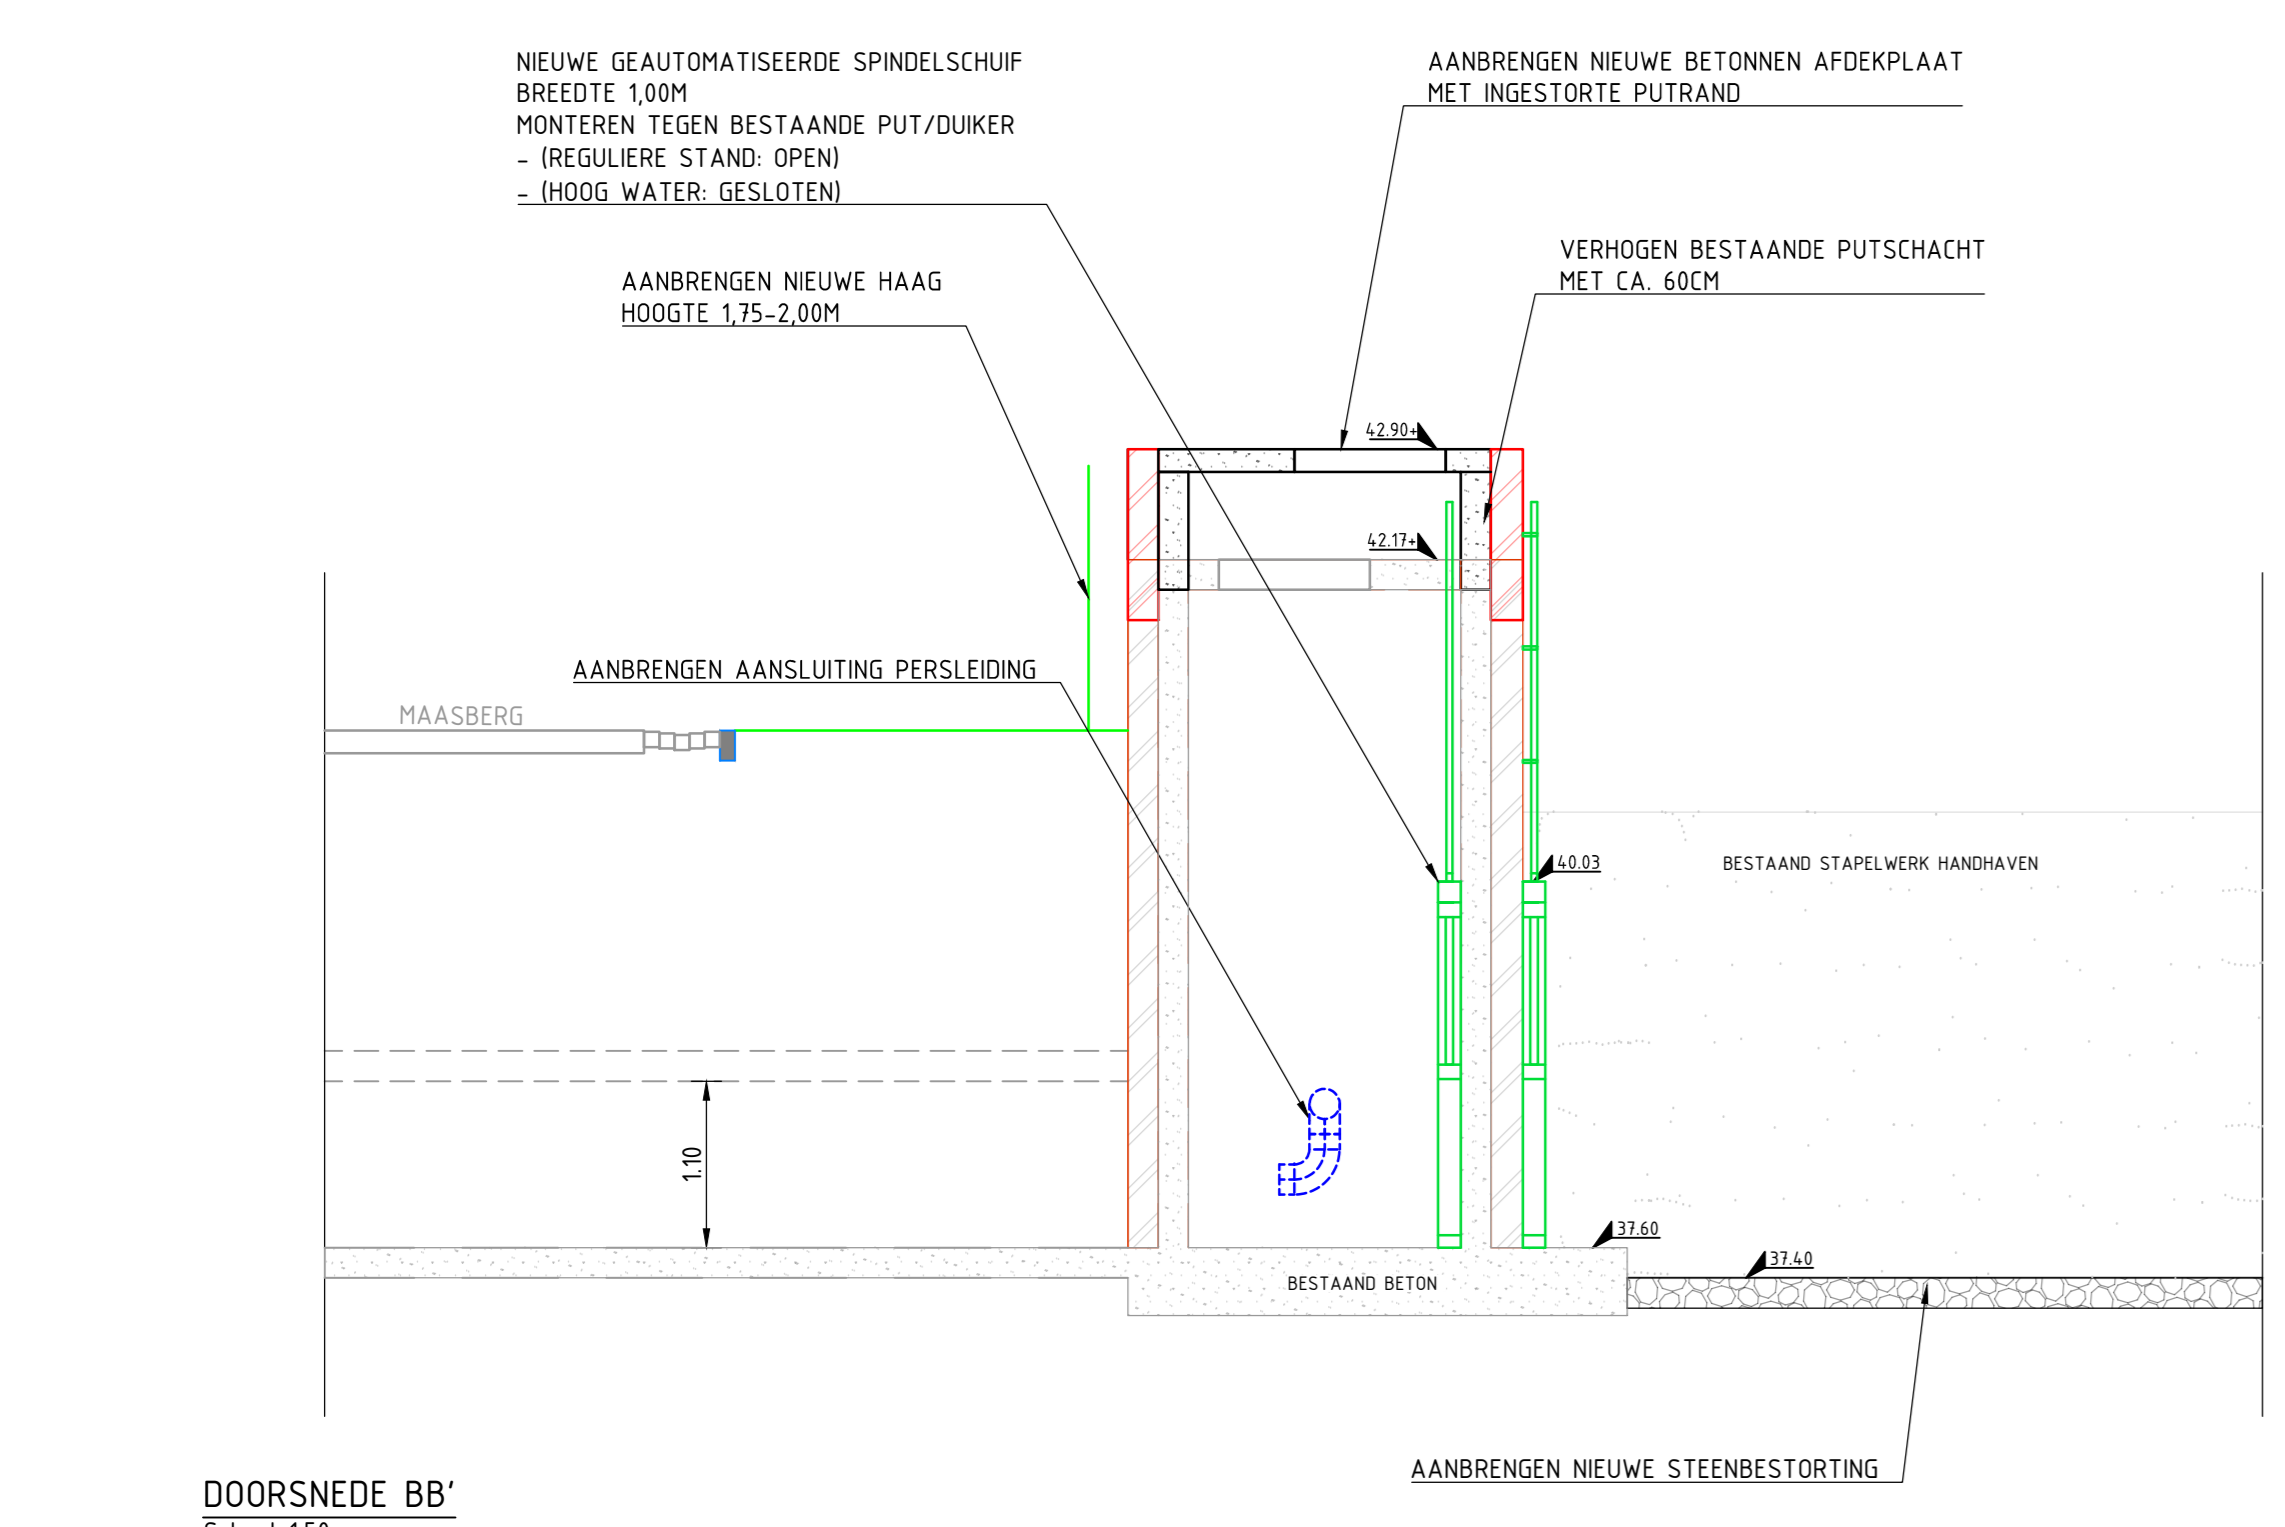 NIEUWE GEAUTOMATISEERDE SPINDELSCHUIF
BREEDTE 1,00M
MONTEREN TEGEN BESTAANDE PUT/DUIKER
- (REGULIERE STAND: OPEN)
- (HOOG WATER: GESLOTEN)
AANBRENGEN NIEUWE BETONNEN AFDEKPLAAT
MET INGESTORTE PUTRAND
VERHOGEN BESTAANDE PUTSCHACHT
MET CA. 60CM
AANBRENGEN NIEUWE HAAG
HOOGTE 1,75-2,00M
42.90+
42.17+
AANBRENGEN AANSLUITING PERSLEIDING
MAASBERG
40.03
BESTAAND STAPELWERK HANDHAVEN
1.10
37.60
37.40
BESTAAND BETON
AANBRENGEN NIEUWE STEENBESTORTING
DOORSNEDE BB'